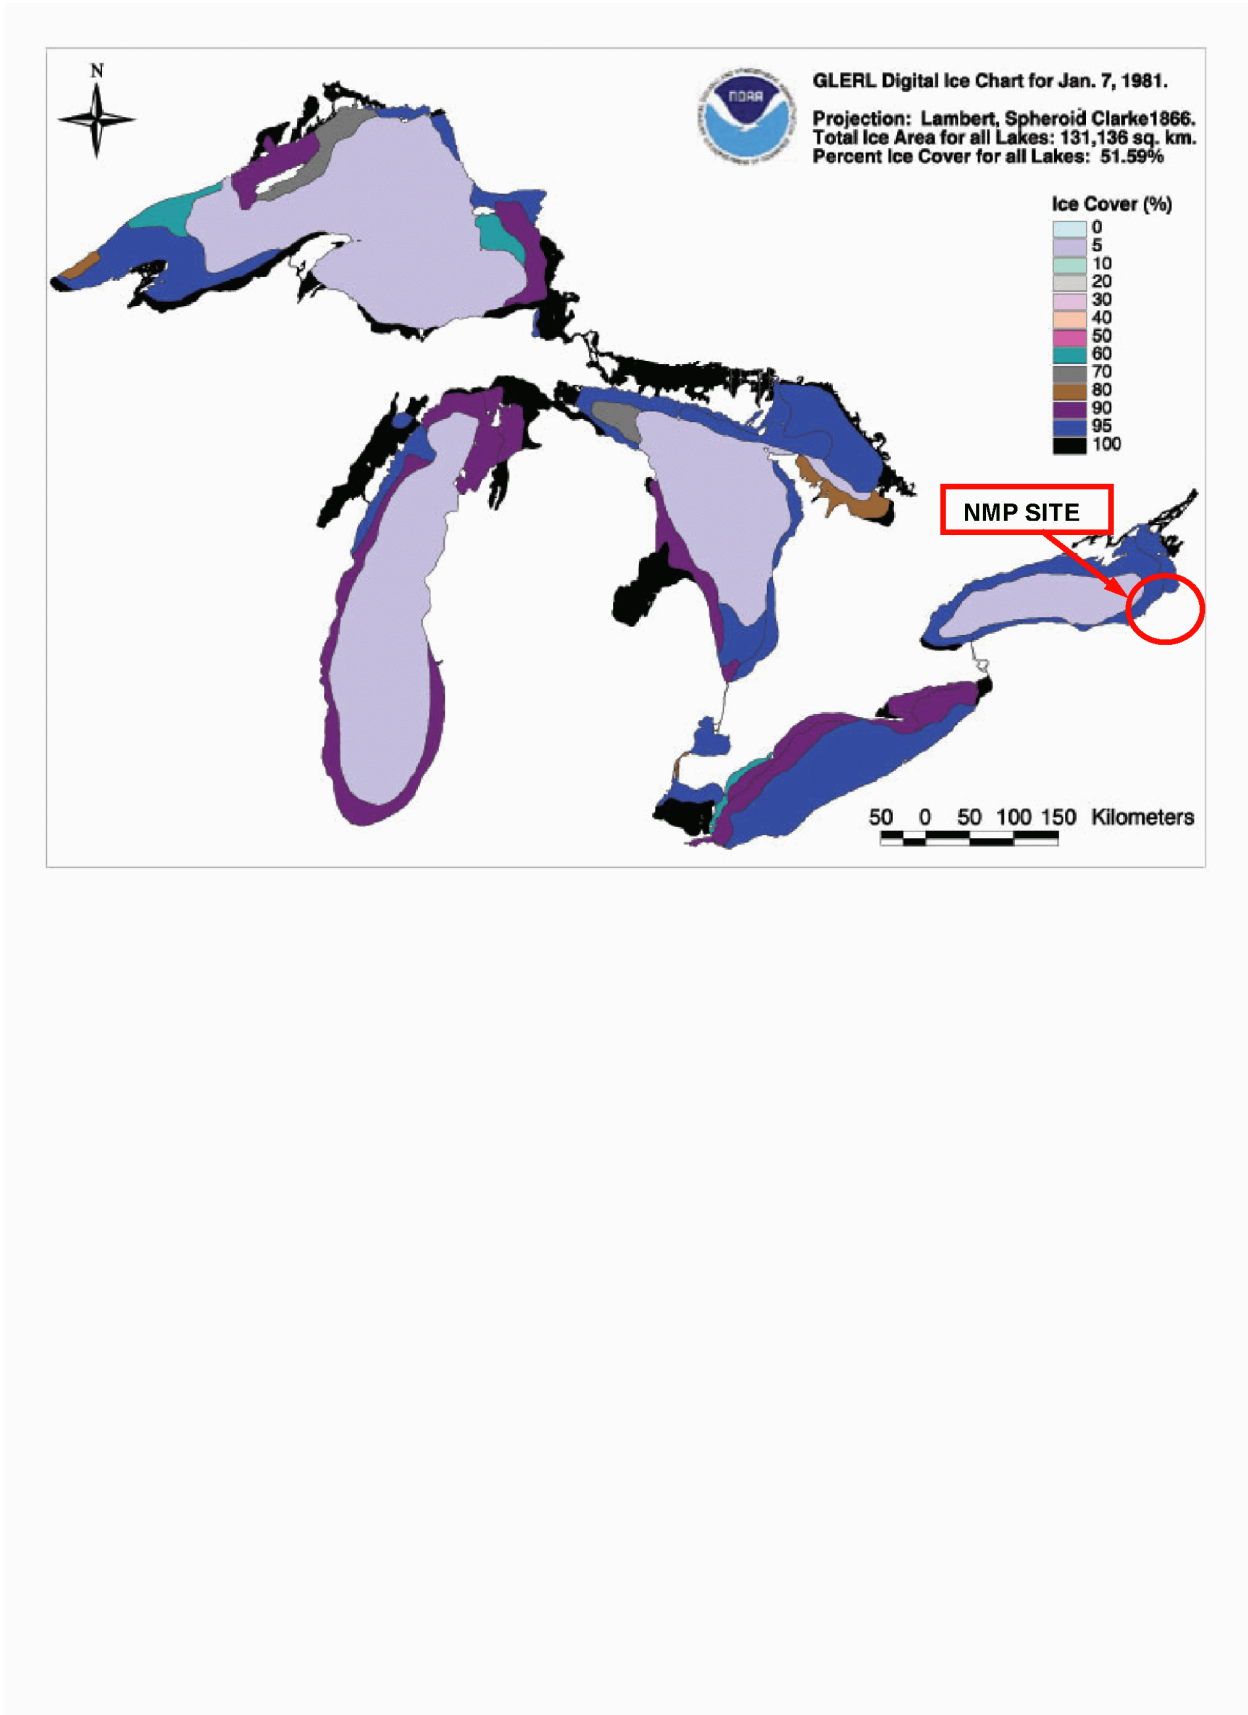 N
NOAA
GLERL Digital Ice Chart for Jan. 7, 1981.
Projection: Lambert, Spheroid Clarke1866.
Total Ice Area for all Lakes: 131,136 sq. km.
Percent Ice Cover for all Lakes: 51.59%
Ice Cover (%)
0
5
10
20
30
40
50
60
70
80
90
95
100
NMP SITE
50 0 50 100 150 Kilometers